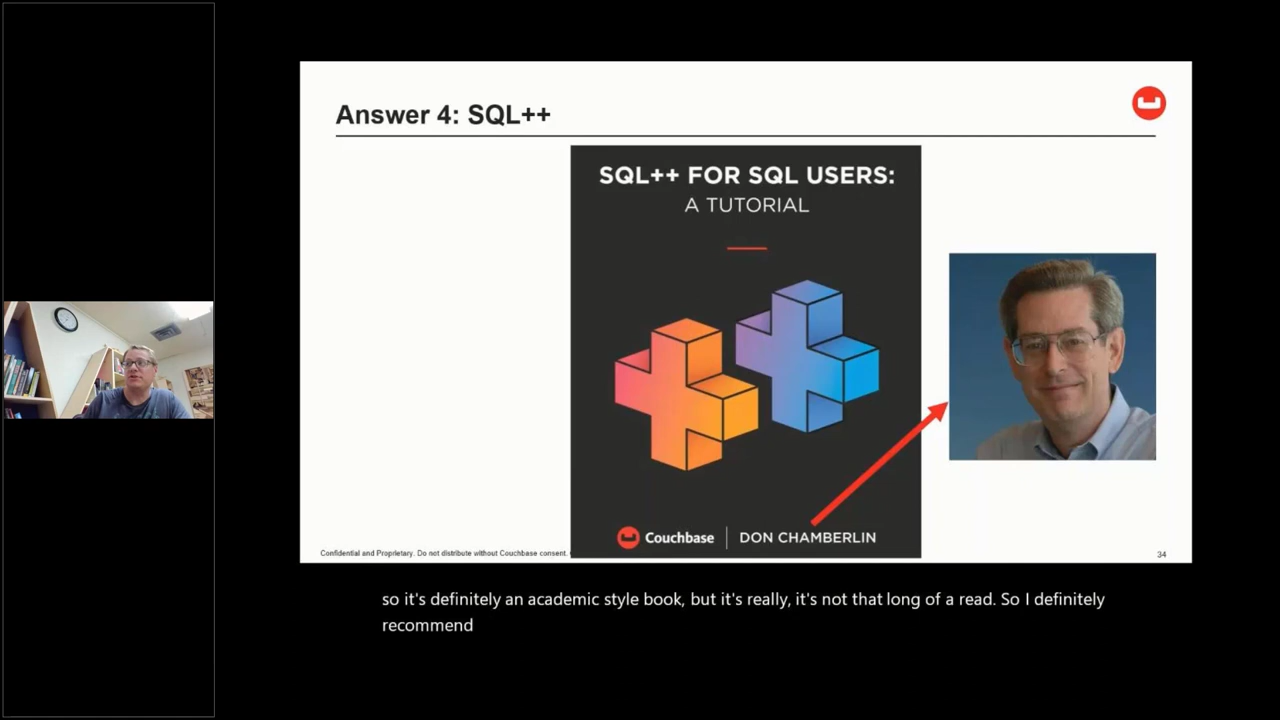 Answer 4: SQL++
SQL++ FOR SQL USERS:
A TUTORIAL
Couchbase | DON CHAMBERLIN
Confidential and Proprietary. Do not distribute without Couchbase consent.
34
so it's definitely an academic style book, but it's really, it's not that long of a read. So I definitely
recommend